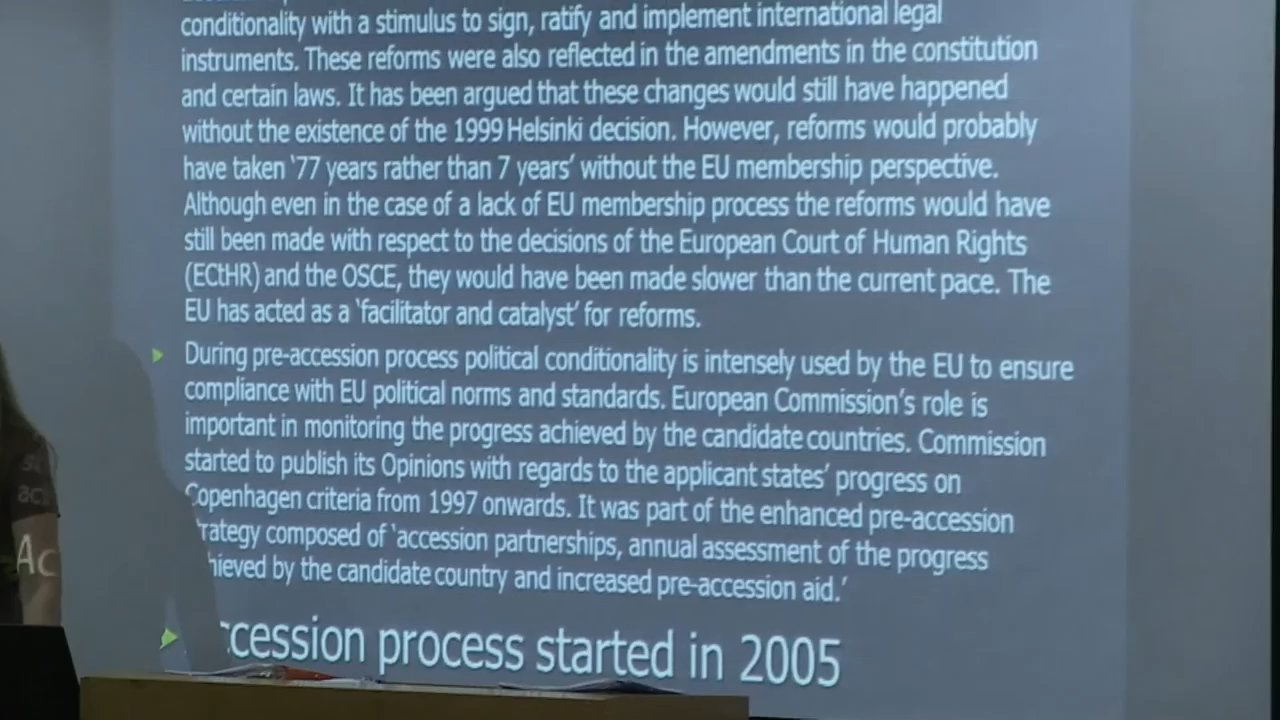 conditionality with a stimulus to sign, ratify and implement international legal
instruments. These reforms were also reflected in the amendments in the constitution
and certain laws. It has been argued that these changes would still have happened
without the existence of the 1999 Helsinki decision. However, reforms would probably
have taken ‘77 years rather than 7 years’ without the EU membership perspective.
Although even in the case of a lack of EU membership process the reforms would have
still been made with respect to the decisions of the European Court of Human Rights
(ECtHR) and the OSCE, they would have been made slower than the current pace. The
EU has acted as a ‘facilitator and catalyst’ for reforms.
During pre-accession process political conditionality is intensely used by the EU to ensure
compliance with EU political norms and standards. European Commission’s role is
important in monitoring the progress achieved by the candidate countries. Commission
started to publish its Opinions with regards to the applicant states’ progress on
Copenhagen criteria from 1997 onwards. It was part of the enhanced pre-accession
rategy composed of ‘accession partnerships, annual assessment of the progress
hieved by the candidate country and increased pre-accession aid.’
ccession process started in 2005
Ac